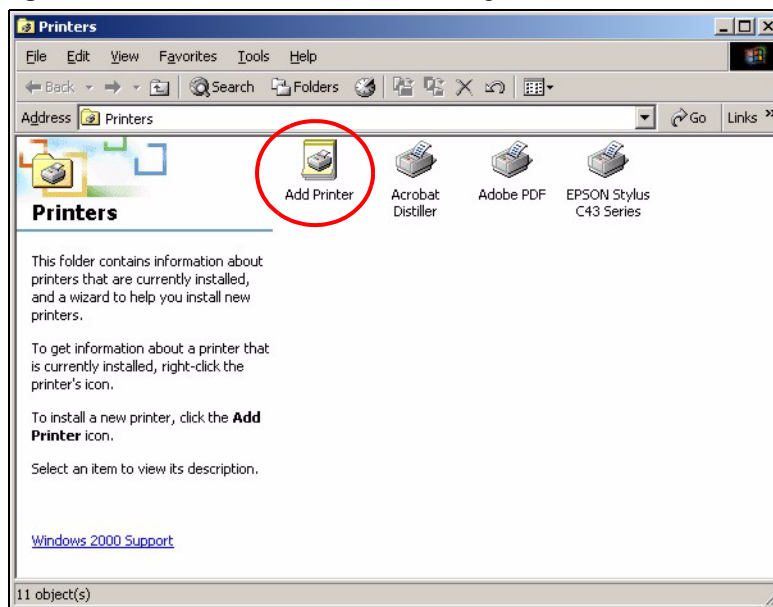 Printers
File Edit View Favorites Tools Help
Back Search Folders
Address Printers Go Links »
Add Printer
Acrobat
Distiller
Adobe PDF
EPSON Stylus
C43 Series
Printers
This folder contains information about
printers that are currently installed,
and a wizard to help you install new
printers.
To get information about a printer that
is currently installed, right-click the
printer's icon.
To install a new printer, click the Add
Printer icon.
Select an item to view its description.
Windows 2000 Support
11 object(s)